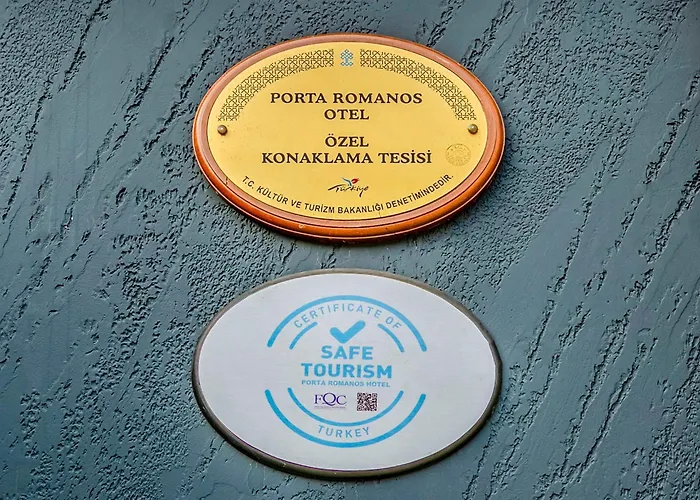 PORTA ROMANOS
OTEL
ÖZEL
KONAKLAMA TESİSİ
Türkiye
T.C. KÜLTÜR VE TURİZM BAKANLIĞI DENETİMİNDEDİR.
CERTIFICATE OF
SAFE
TOURISM
PORTA ROMANOS HOTEL
FQC
TURKEY